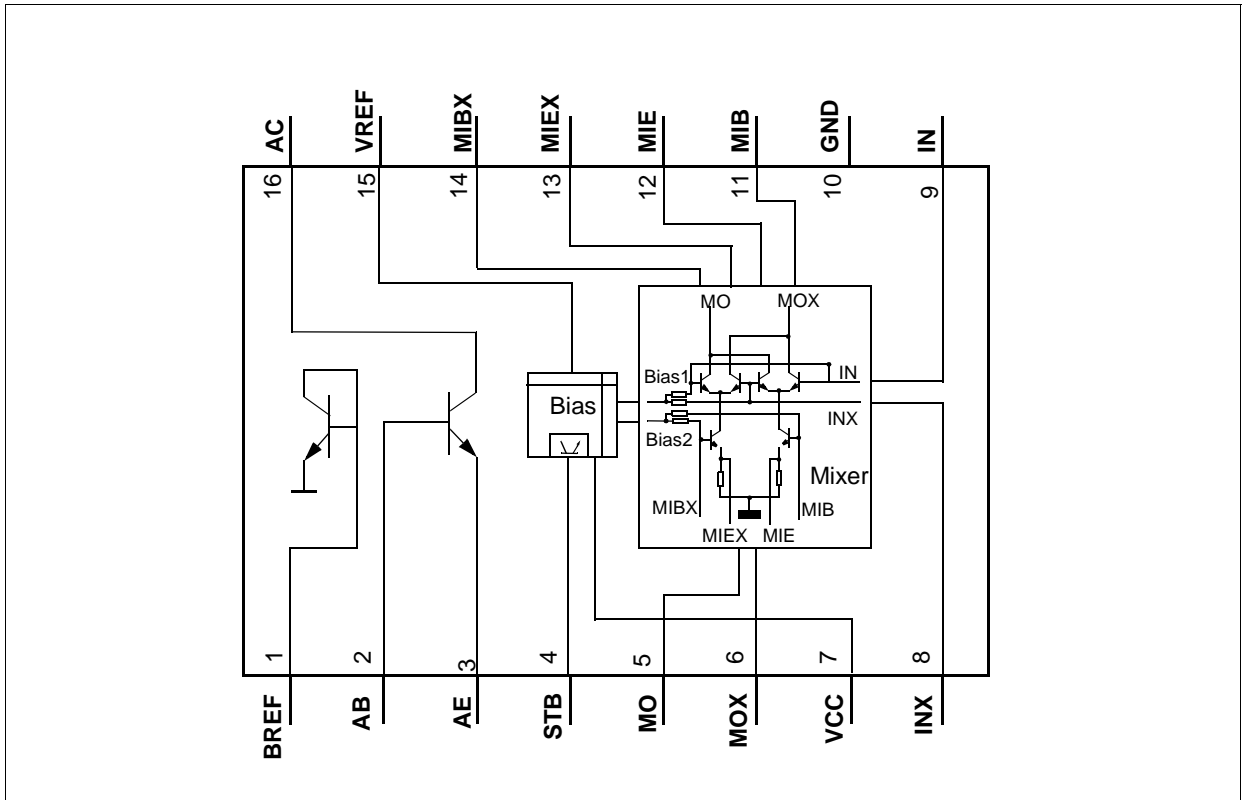 AC
VREF
MIBX
MIEX
MIE
MIB
GND
IN
16
15
14
13
12
11
10
9
MO
MOX
Bias1
IN
Bias
INX
Bias2
Mixer
MIBX
MIB
MIEX
MIE
1
2
3
4
5
6
7
8
BREF
AB
AE
STB
MO
MOX
VCC
INX